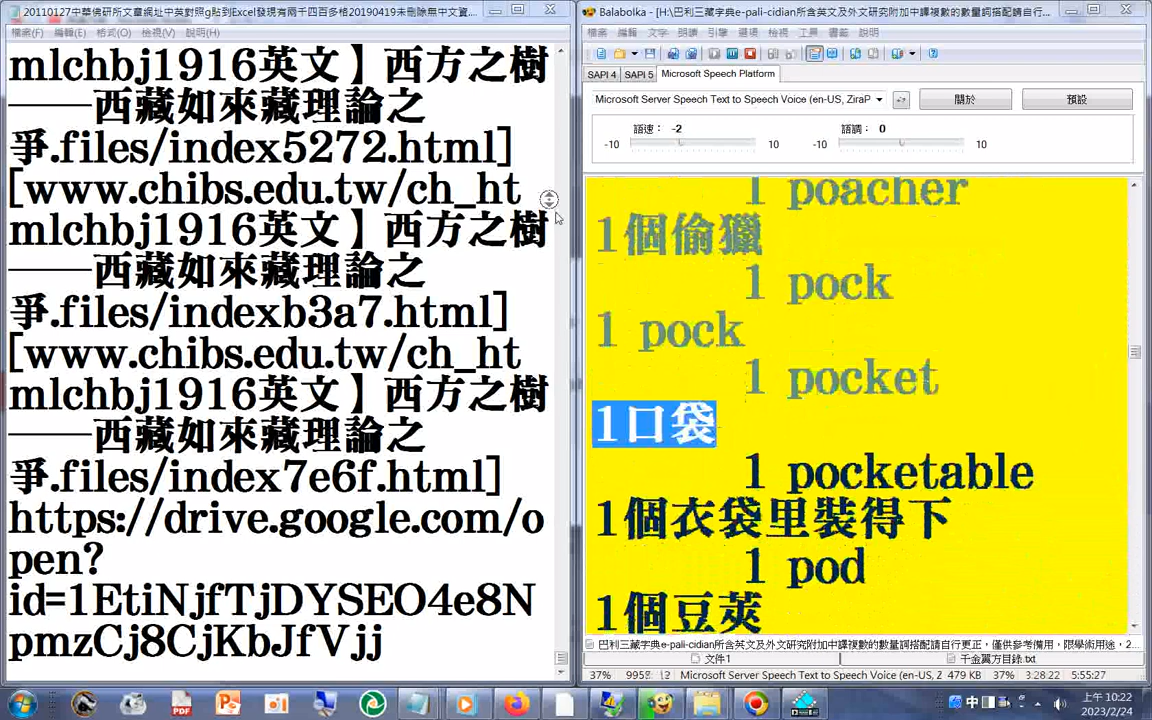 20110127中華佛研所文章網址中英對照g貼到Excel發現有兩千四百多格20190419未刪除無中文資...
檔案(F) 編輯(E) 格式(O) 檢視(V) 說明(H)
mlchbj1916英文】西方之樹
——西藏如來藏理論之
爭.files/index5272.html]
[www.chibs.edu.tw/ch_ht
mlchbj1916英文】西方之樹
——西藏如來藏理論之
爭.files/indexb3a7.html]
[www.chibs.edu.tw/ch_ht
mlchbj1916英文】西方之樹
——西藏如來藏理論之
爭.files/index7e6f.html]
https://drive.google.com/o
pen?
id=1EtiNjfTjDYSEO4e8N
pmzCj8CjKbJfVjj
Balabolka - [H:\巴利三藏字典e-pali-cidian所含英文及外文研究附加中譯複數的數量詞搭配請自行...
檔案 編輯 文字 朗讀 引擎 選項 檢視 工具 書籤 說明
SAPI 4 SAPI 5 Microsoft Speech Platform
Microsoft Server Speech Text to Speech Voice (en-US, ZiraP
關於
預設
語速： -2
語調： 0
-10 10 -10 10
1 poacher
1個偷獵
1 pock
1 pock
1 pocket
1口袋
1 pocketable
1個衣袋里裝得下
1 pod
1個豆莢
巴利三藏字典e-pali-cidian所含英文及外文研究附加中譯複數的數量詞搭配請自行更正，僅供參考備用，限學術用途，2...
文件1 千金翼方目錄.txt
37% 479 KB 37% 3:28:22 5:55:27
Microsoft Server Speech Text to Speech Voice (en-US, Z
中
上午 10:22
2023/2/24